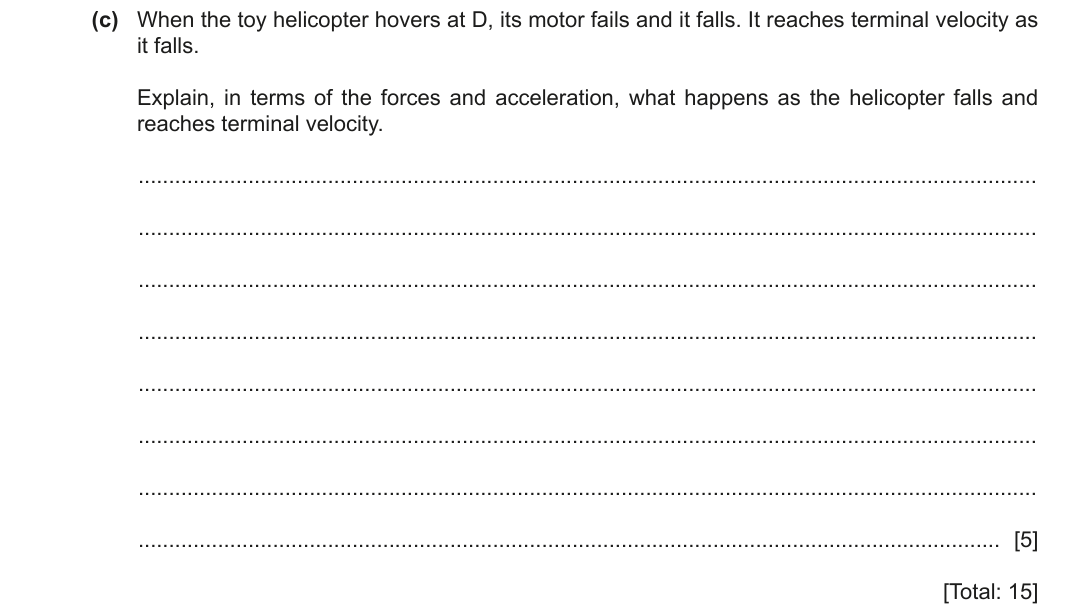 (c) When the toy helicopter hovers at D, its motor fails and it falls. It reaches terminal velocity as
it falls.
Explain, in terms of the forces and acceleration, what happens as the helicopter falls and
reaches terminal velocity.
..........
..........
..........
..........
..........
..........
..........
.......... [5]
[Total: 15]